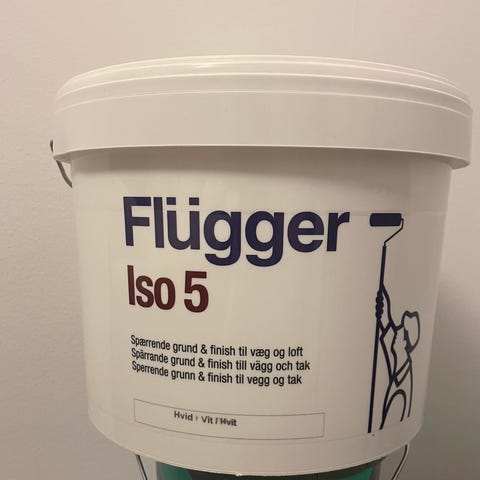 Flügger
Iso 5
Spærrende grund & finish til væg og loft
Spärrande grund & finish till vägg och tak
Sperrende grunn & finish til vegg og tak
Hvid / Vit / Hvit